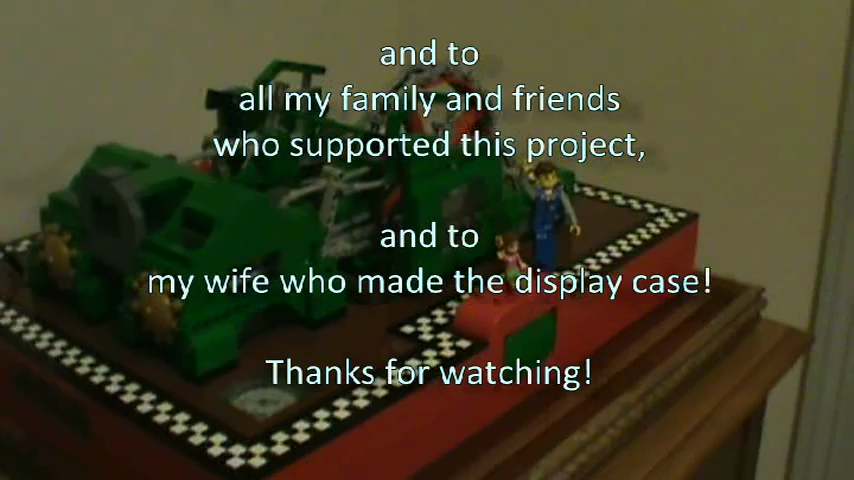 and to
all my family and friends
who supported this project,
and to
my wife who made the display case!
Thanks for watching!